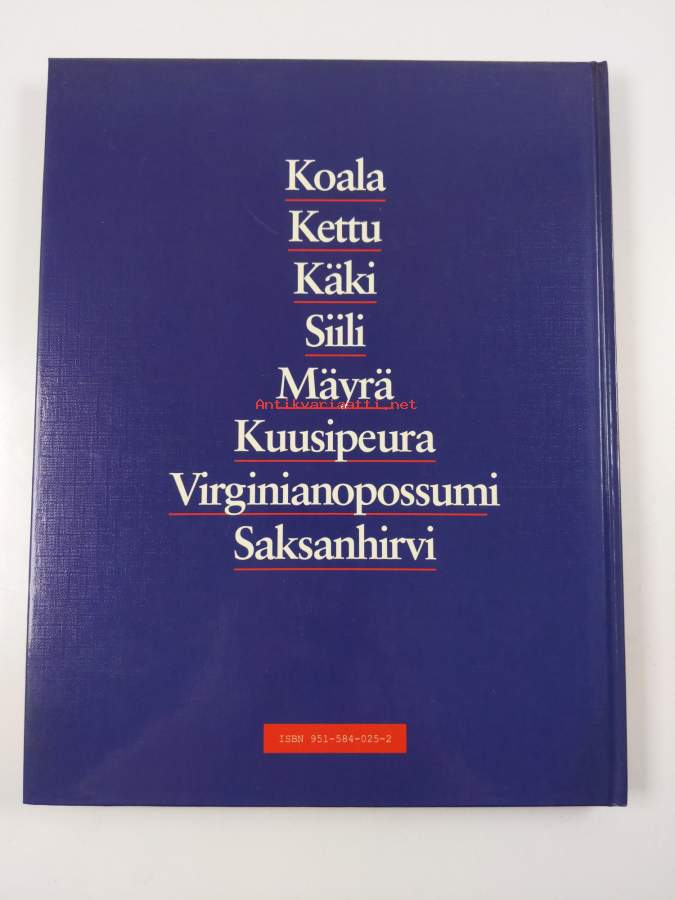 Koala
Kettu
Käki
Siili
Mäyrä
Antikvariaatti.net
Kuusipeura
Virginianopossumi
Saksanhirvi
ISBN 951-584-025-2